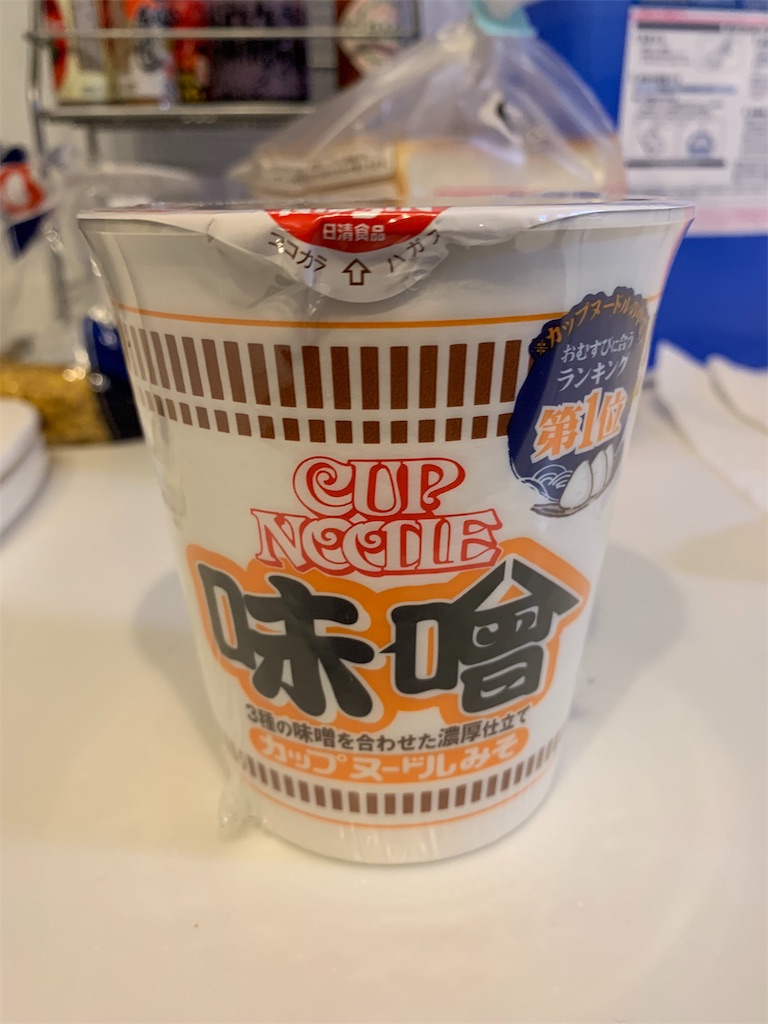 日清食品
ココカラ ハガス
※カップヌードルの
おむすびに合う
ランキング
第1位
CUP
NOODLE
味噌
3種の味噌を合わせた濃厚仕立て
カップヌードルみそ